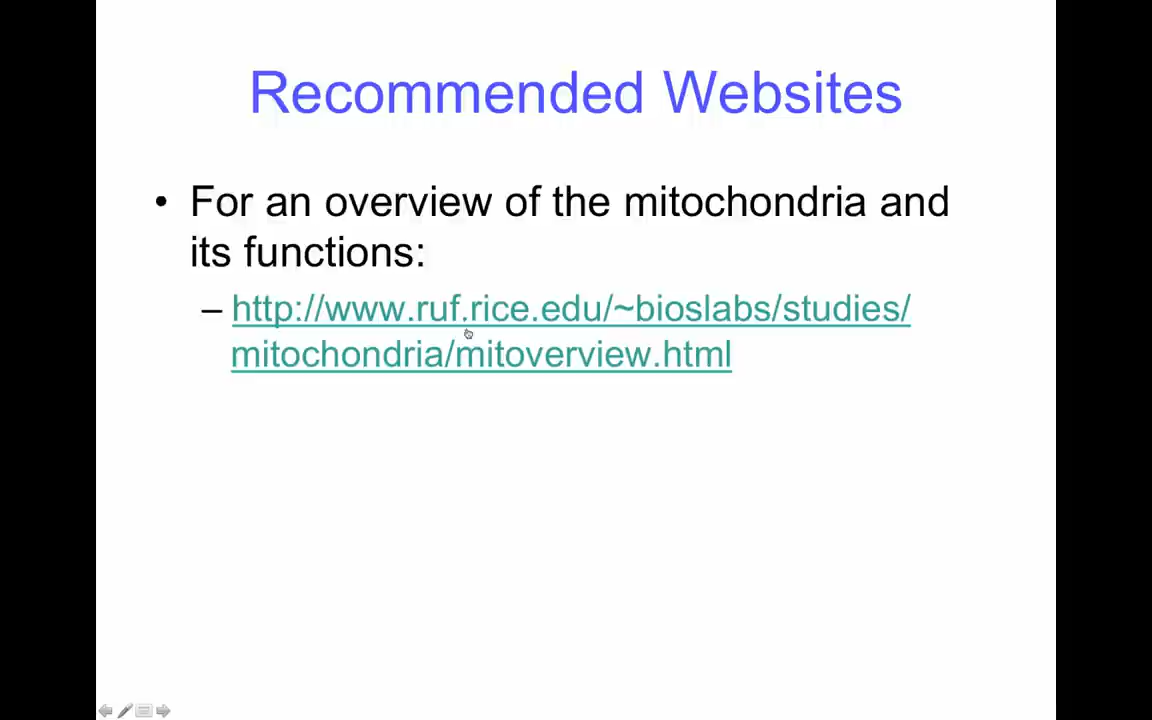 Recommended Websites
• For an overview of the mitochondria and
its functions:
– http://www.ruf.rice.edu/~bioslabs/studies/
mitochondria/mitoverview.html